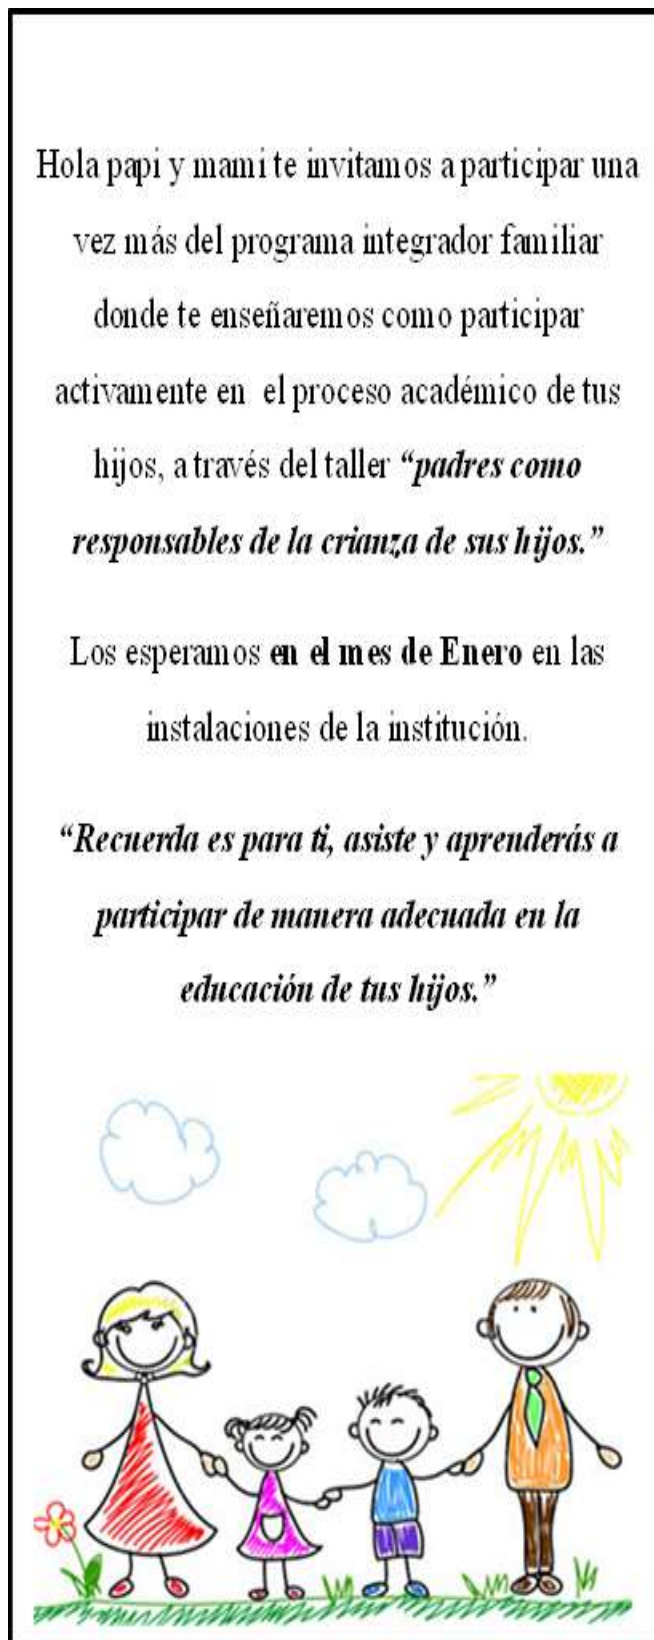 Hola papi y mami te invitamos a participar una
vez más del programa integrador familiar
donde te enseñaremos como participar
activamente en el proceso académico de tus
hijos, a través del taller “padres como
responsables de la crianza de sus hijos.”
Los esperamos en el mes de Enero en las
instalaciones de la institución.
“Recuerda es para ti, asiste y aprenderás a
participar de manera adecuada en la
educación de tus hijos.”